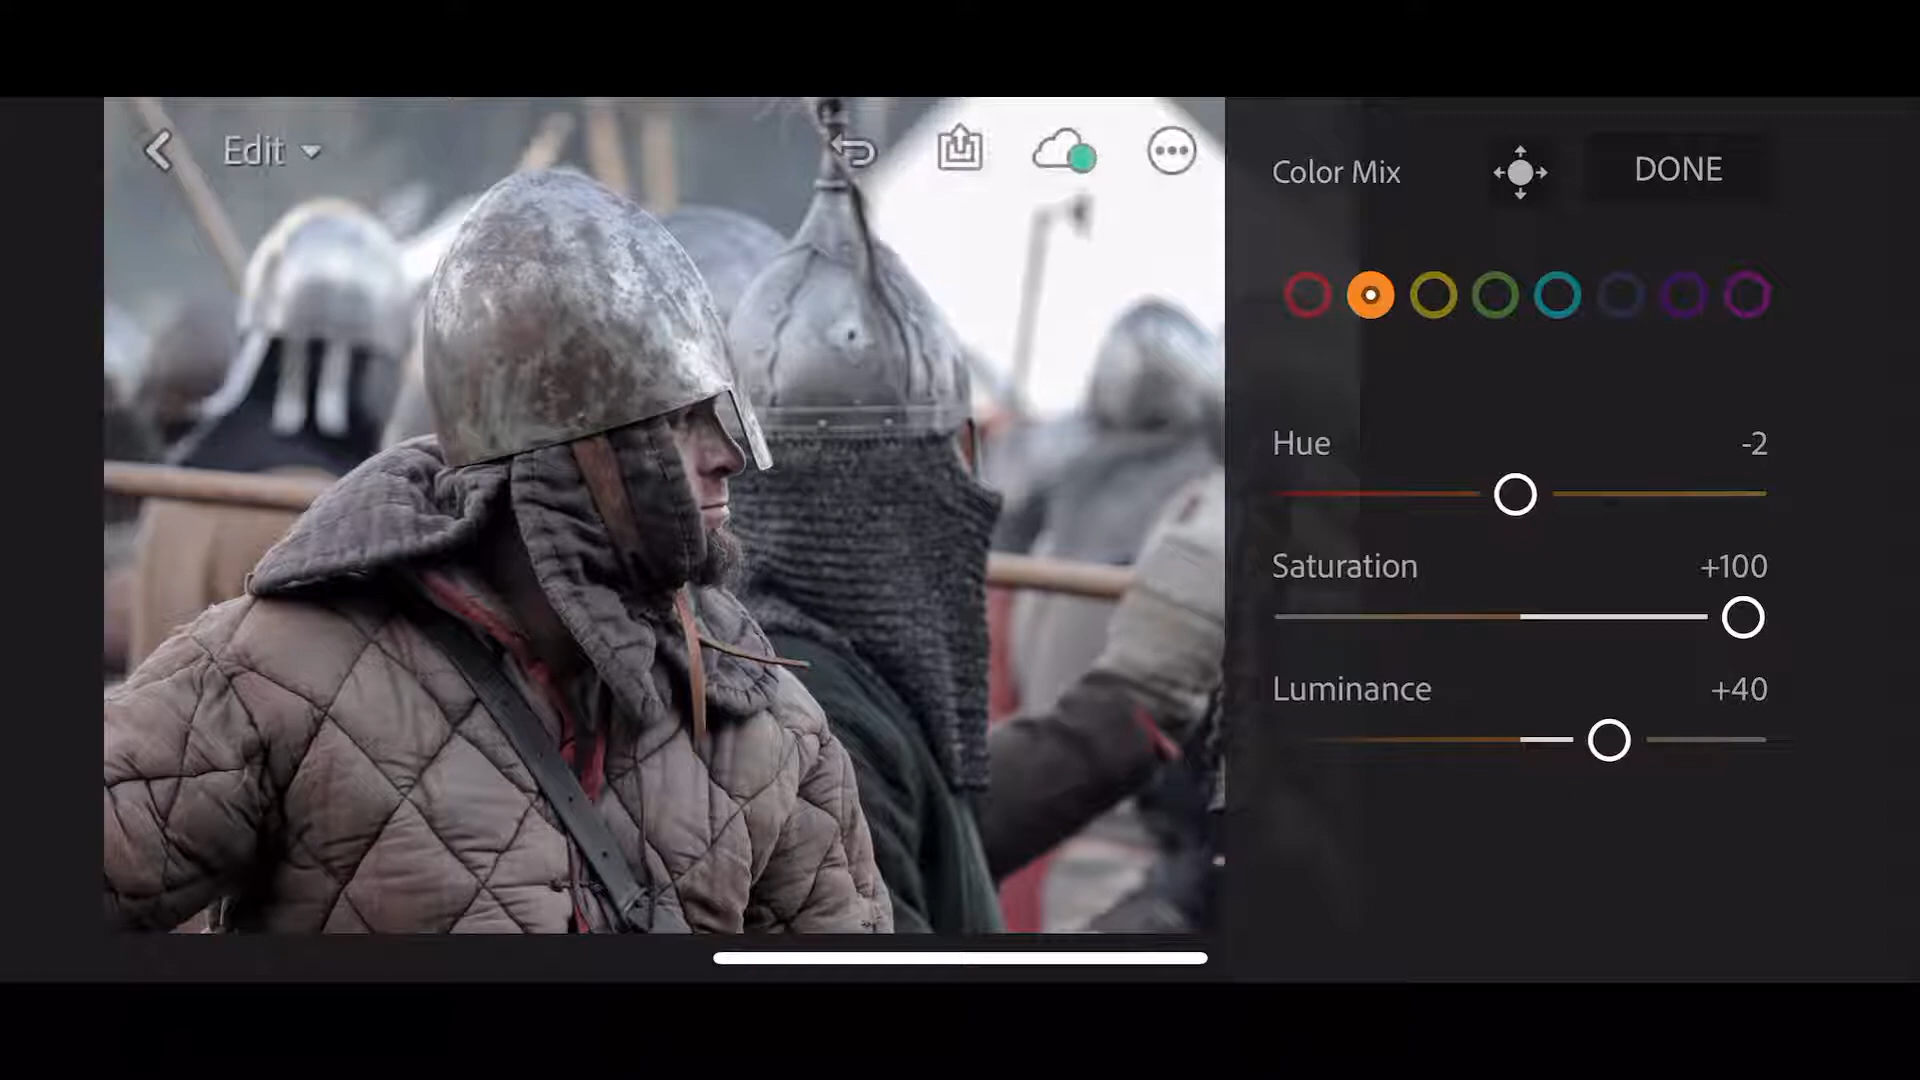 Edit
Color Mix
DONE
Hue -2
Saturation +100
Luminance +40